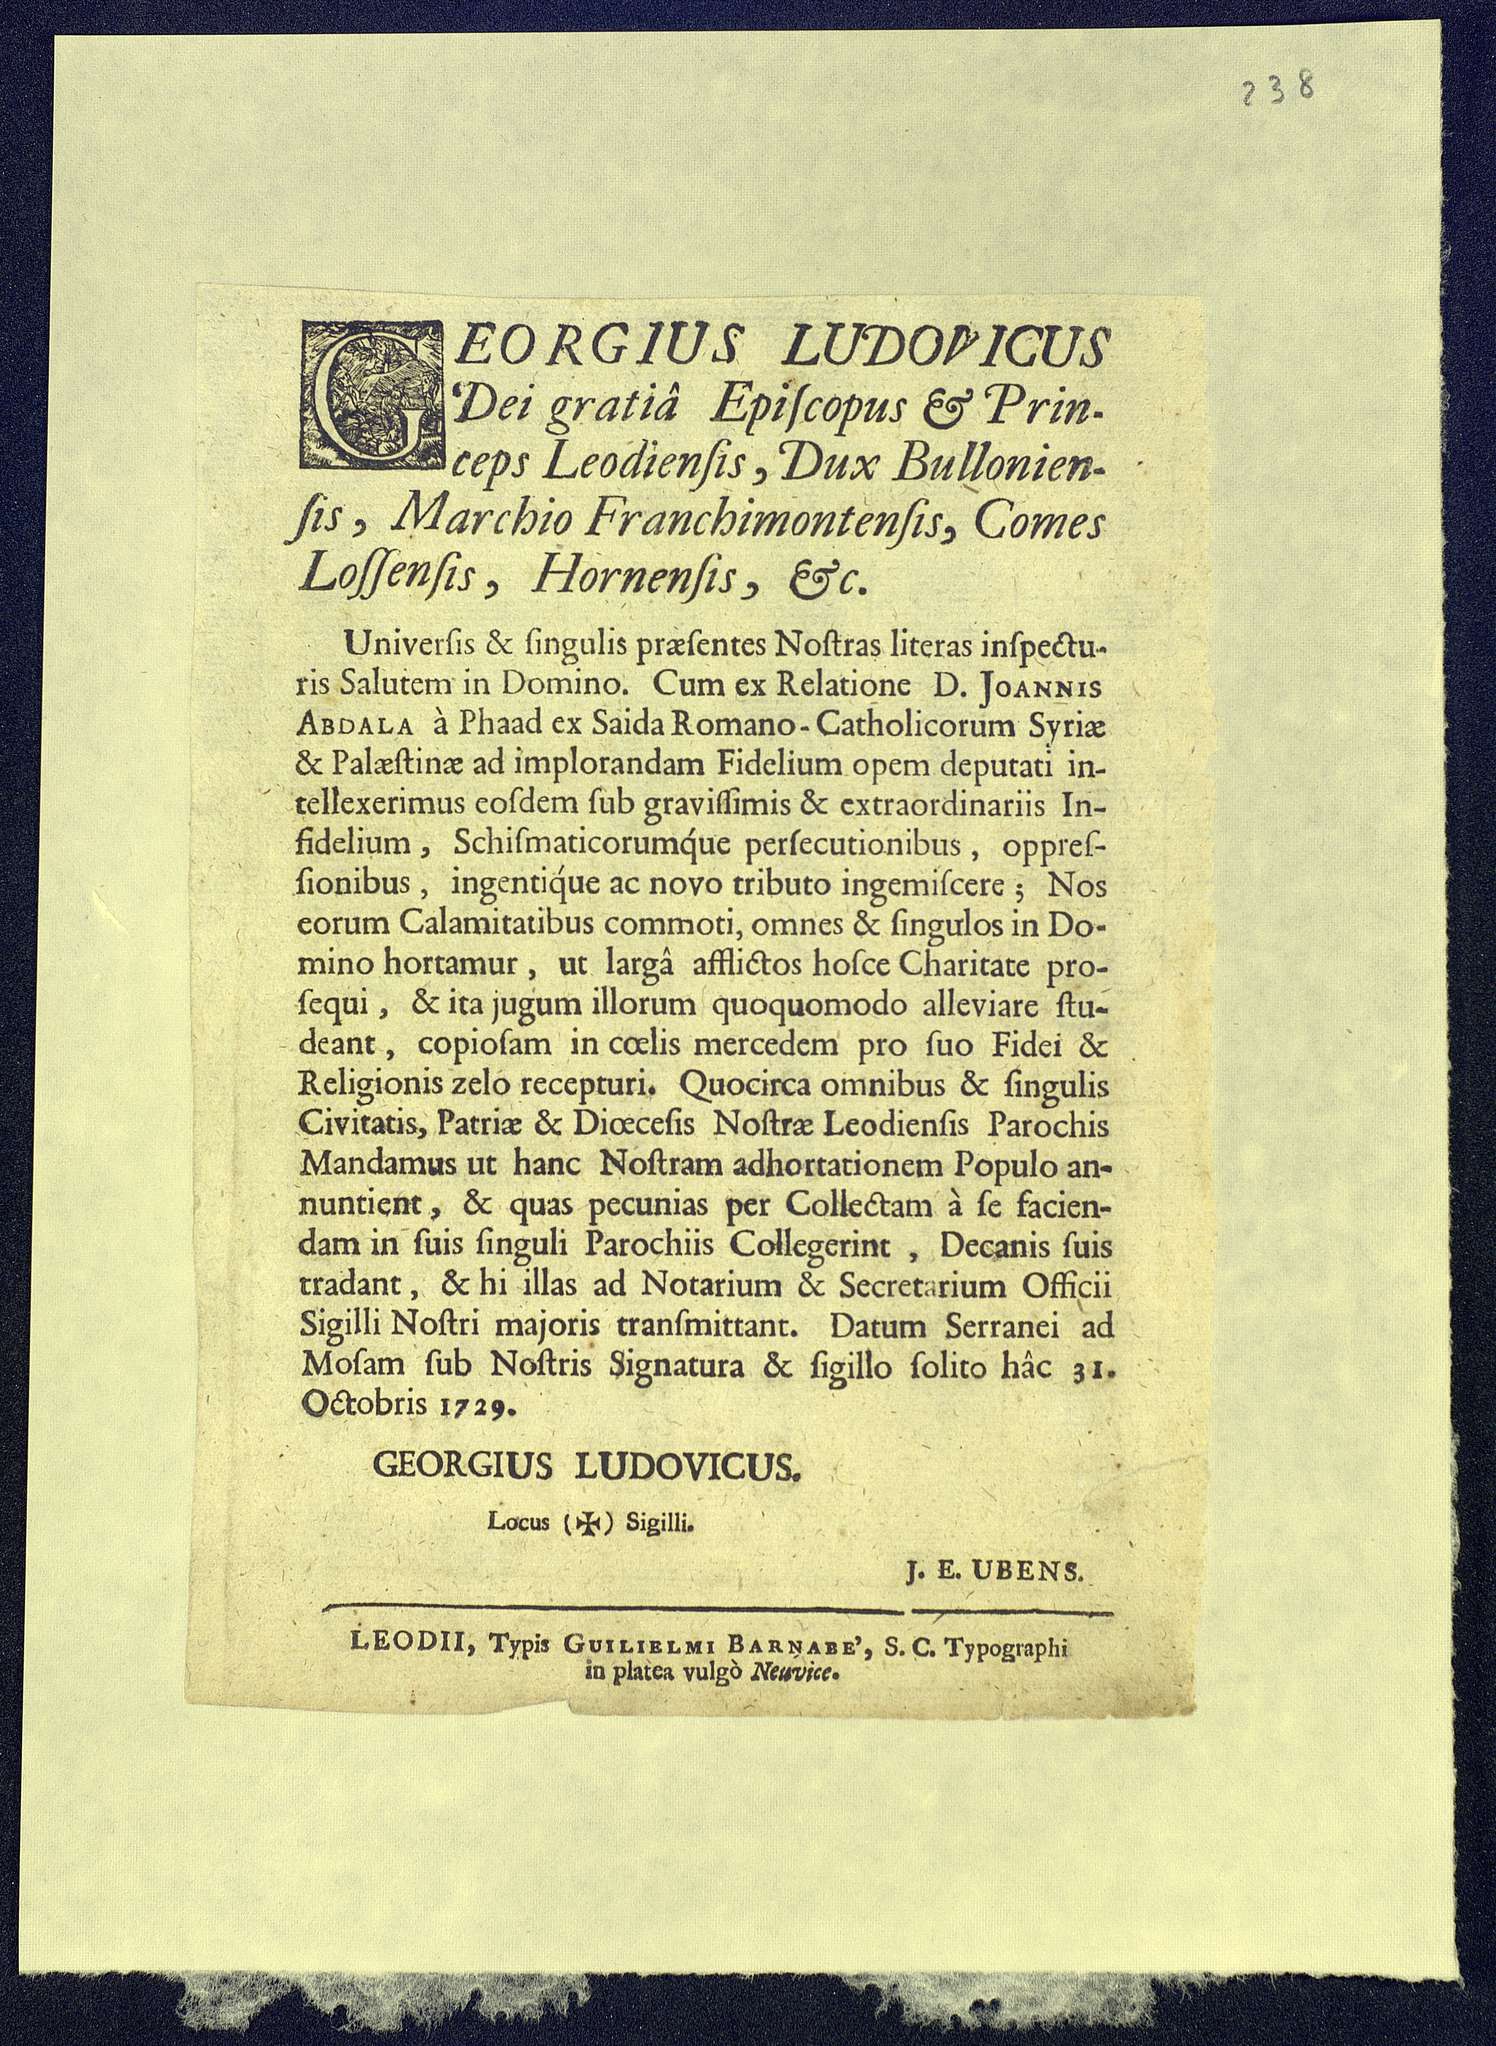 238
GEORGIUS LUDOVICUS
Dei gratiâ Epiſcopus & Prin-
ceps Leodienſis, Dux Bullonien-
ſis, Marchio Franchimontenſis, Comes
Loſſenſis, Hornenſis, &c.
Univerſis & ſingulis præſentes Noſtras literas inſpectu-
ris Salutem in Domino. Cum ex Relatione D. JOANNIS
ABDALA à Phaad ex Saida Romano-Catholicorum Syriæ
& Palæſtinæ ad implorandam Fidelium opem deputati in-
tellexerimus eoſdem ſub graviſſimis & extraordinariis In-
fidelium, Schiſmaticorumq́ue perſecutionibus, oppreſ-
ſionibus, ingentiq́ue ac novo tributo ingemiſcere; Nos
eorum Calamitatibus commoti, omnes & ſingulos in Do-
mino hortamur, ut largâ afflictos hoſce Charitate pro-
ſequi, & ita jugum illorum quoquomodo alleviare ſtu-
deant, copioſam in cœlis mercedem pro ſuo Fidei &
Religionis zelo recepturi. Quocirca omnibus & ſingulis
Civitatis, Patriæ & Diœceſis Noſtræ Leodienſis Parochis
Mandamus ut hanc Noſtram adhortationem Populo an-
nuntient, & quas pecunias per Collectam à ſe facien-
dam in ſuis ſinguli Parochiis Collegerint, Decanis ſuis
tradant, & hi illas ad Notarium & Secretarium Officii
Sigilli Noſtri majoris tranſmittant. Datum Serranei ad
Moſam ſub Noſtris Signatura & ſigillo ſolito hâc 31.
Octobris 1729.
GEORGIUS LUDOVICUS.
Locus (✠) Sigilli.
J. E. UBENS.
LEODII, Typis GUILIELMI BARNABE', S. C. Typographi
in platea vulgò Neuvice.